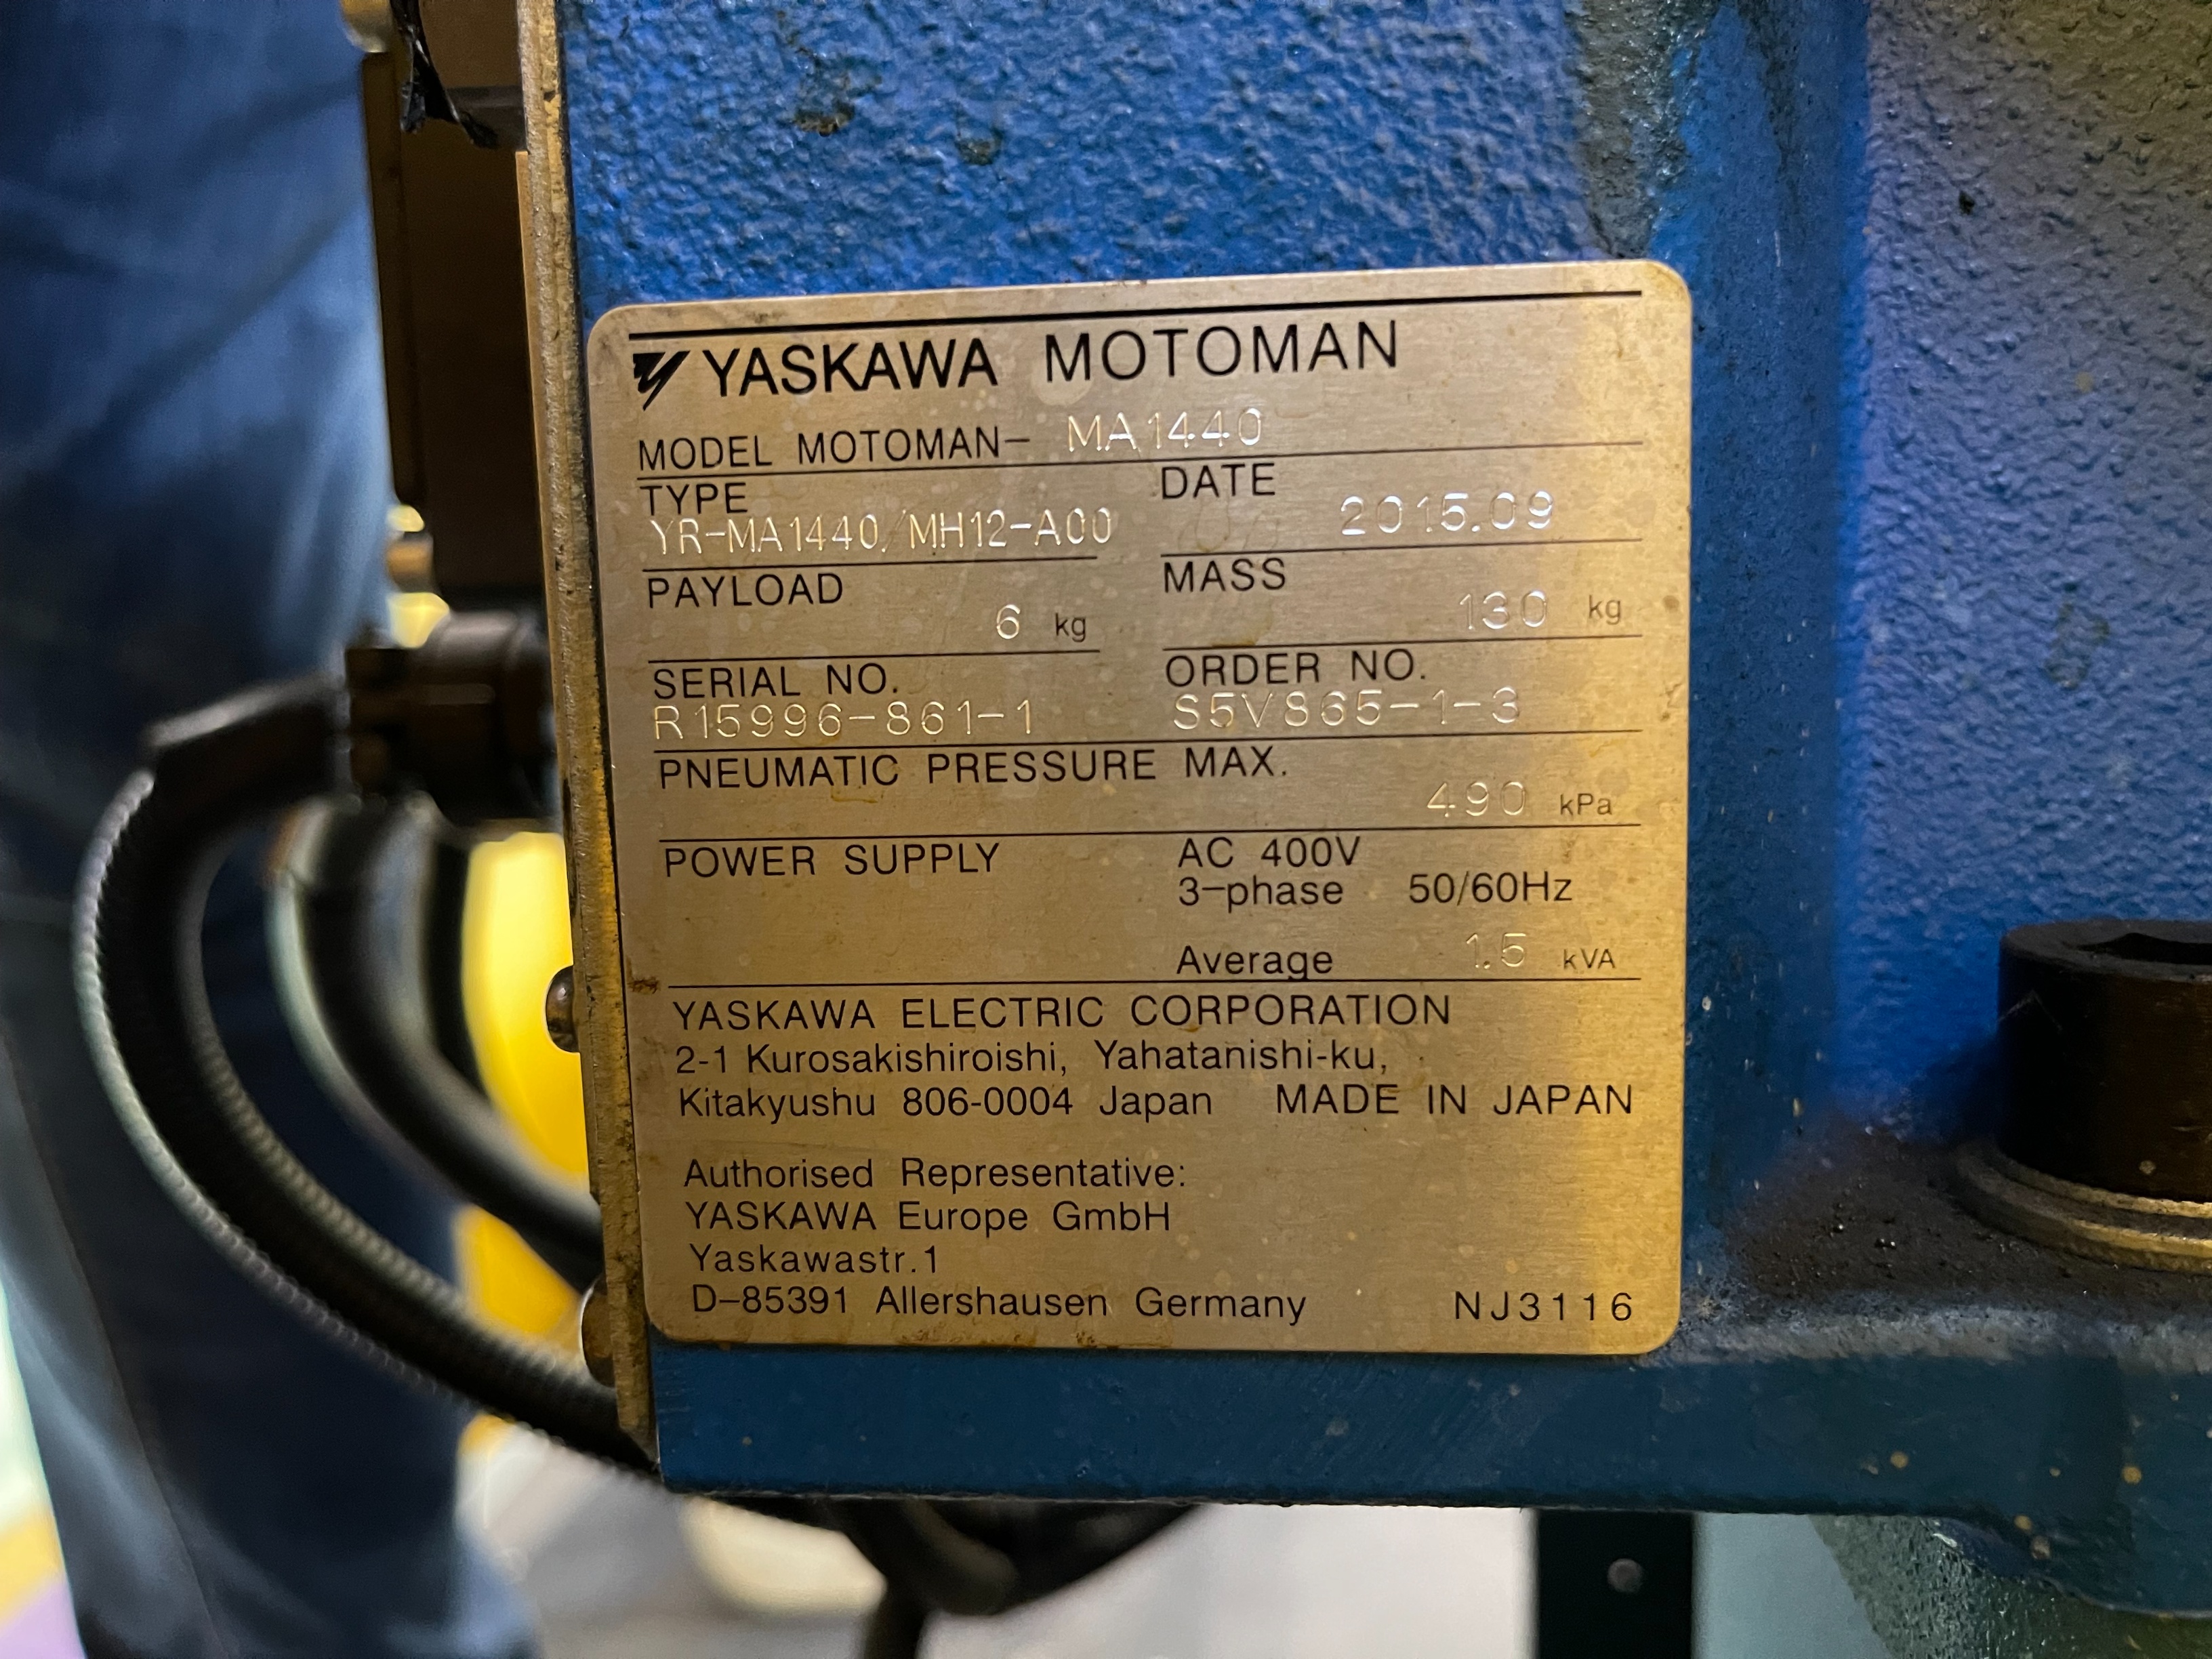 YASKAWA MOTOMAN
MODEL MOTOMAN- MA1440
TYPE DATE
YR-MA1440/MH12-A00 2015.09
PAYLOAD MASS
6 kg 130 kg
SERIAL NO. ORDER NO.
R15996-861-1 S5V865-1-3
PNEUMATIC PRESSURE MAX.
490 kPa
POWER SUPPLY AC 400V
3-phase 50/60Hz
Average 1.5 kVA
YASKAWA ELECTRIC CORPORATION
2-1 Kurosakishiroishi, Yahatanishi-ku,
Kitakyushu 806-0004 Japan MADE IN JAPAN
Authorised Representative:
YASKAWA Europe GmbH
Yaskawastr.1
D-85391 Allershausen Germany NJ3116